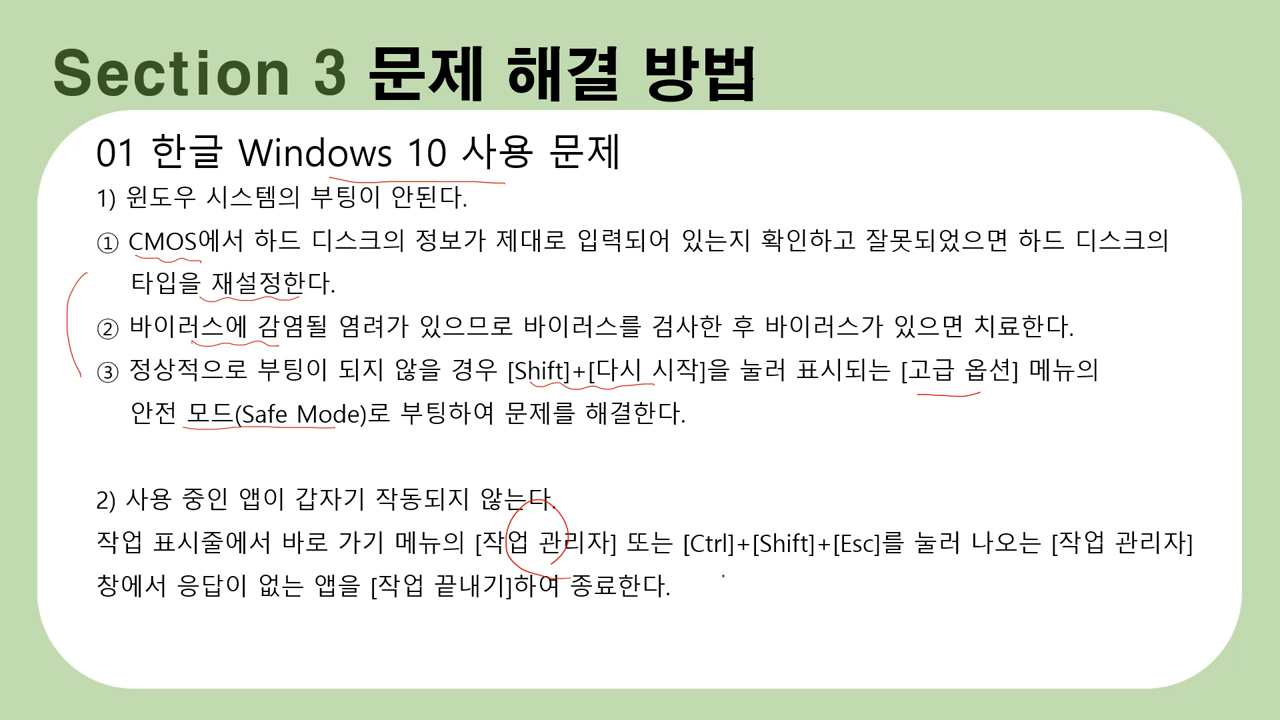 Section 3 문제 해결 방법
01 한글 Windows 10 사용 문제
1) 윈도우 시스템의 부팅이 안된다.
① CMOS에서 하드 디스크의 정보가 제대로 입력되어 있는지 확인하고 잘못되었으면 하드 디스크의
타입을 재설정한다.
② 바이러스에 감염될 염려가 있으므로 바이러스를 검사한 후 바이러스가 있으면 치료한다.
③ 정상적으로 부팅이 되지 않을 경우 [Shift]+[다시 시작]을 눌러 표시되는 [고급 옵션] 메뉴의
안전 모드(Safe Mode)로 부팅하여 문제를 해결한다.
2) 사용 중인 앱이 갑자기 작동되지 않는다.
작업 표시줄에서 바로 가기 메뉴의 [작업 관리자] 또는 [Ctrl]+[Shift]+[Esc]를 눌러 나오는 [작업 관리자]
창에서 응답이 없는 앱을 [작업 끝내기]하여 종료한다.